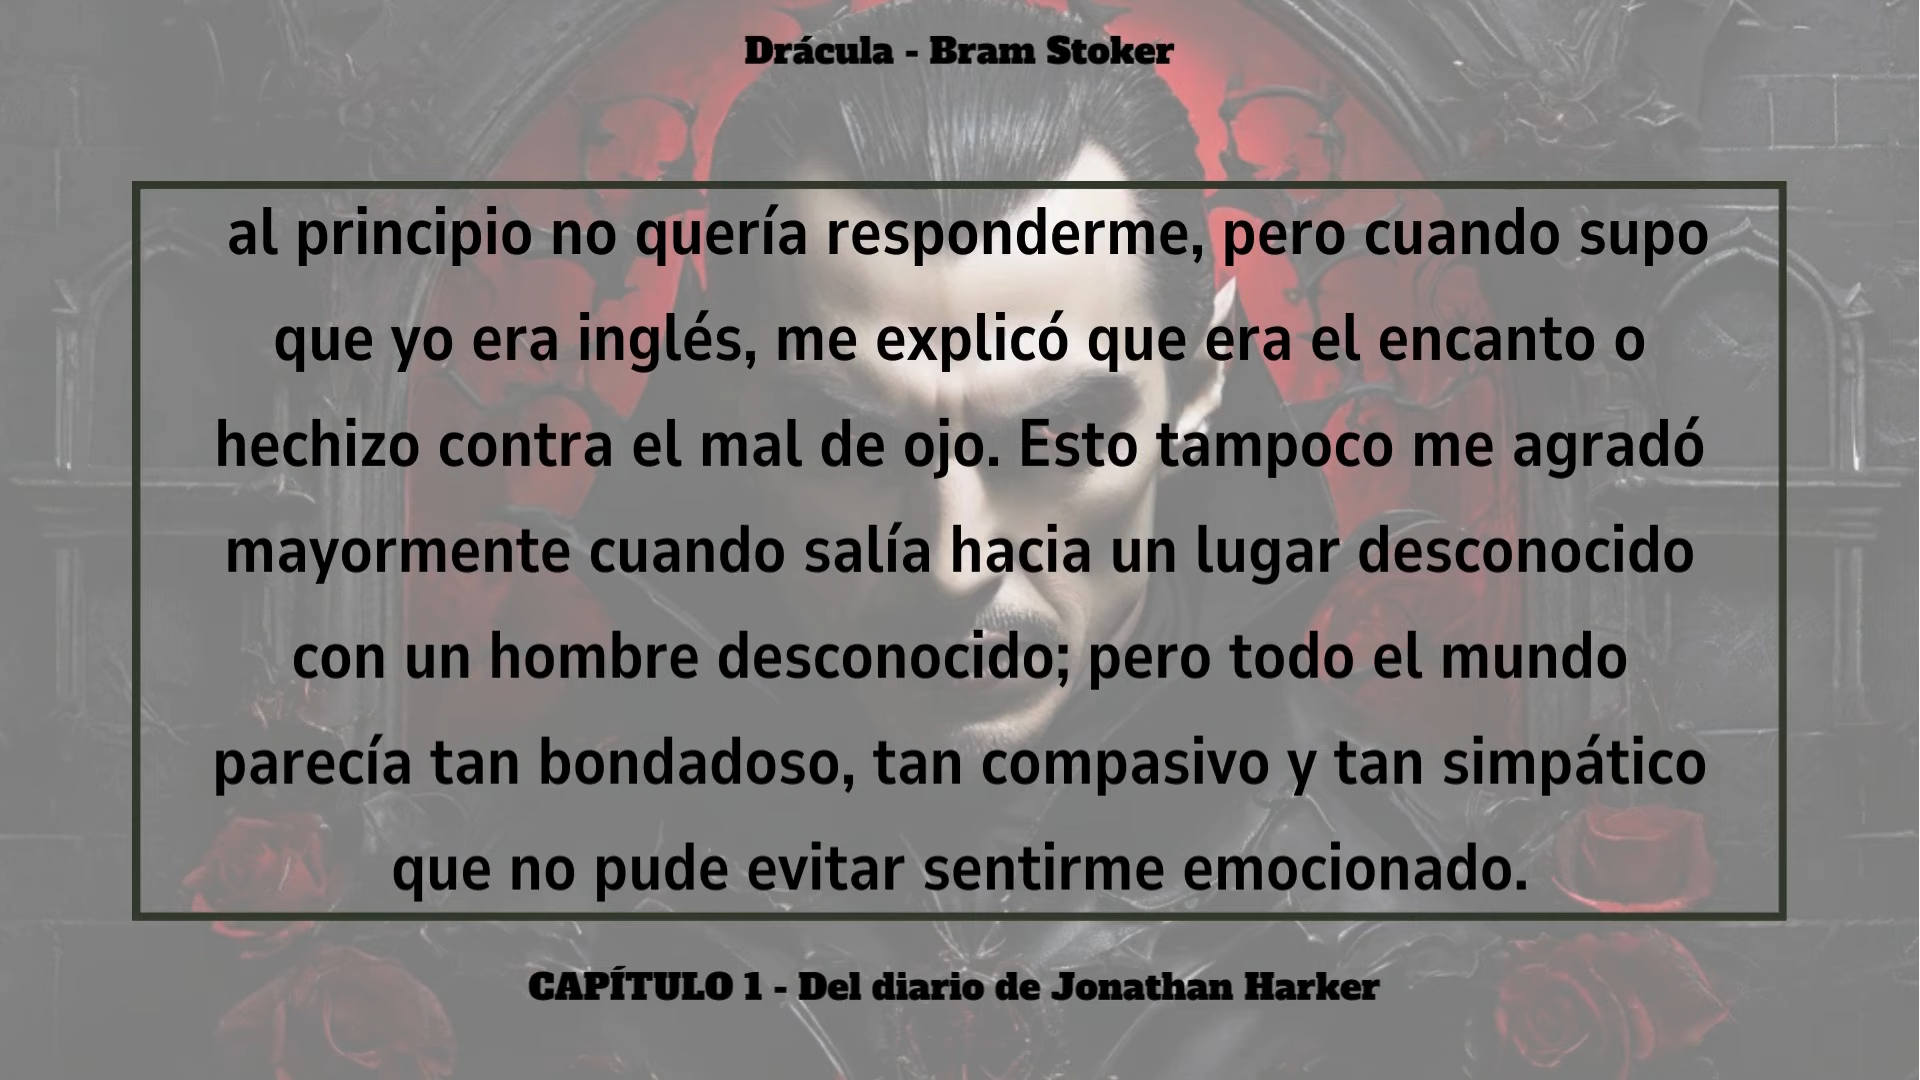 Drácula - Bram Stoker
al principio no quería responderme, pero cuando supo
que yo era inglés, me explicó que era el encanto o
hechizo contra el mal de ojo. Esto tampoco me agradó
mayormente cuando salía hacia un lugar desconocido
con un hombre desconocido; pero todo el mundo
parecía tan bondadoso, tan compasivo y tan simpático
que no pude evitar sentirme emocionado.
CAPÍTULO 1 - Del diario de Jonathan Harker